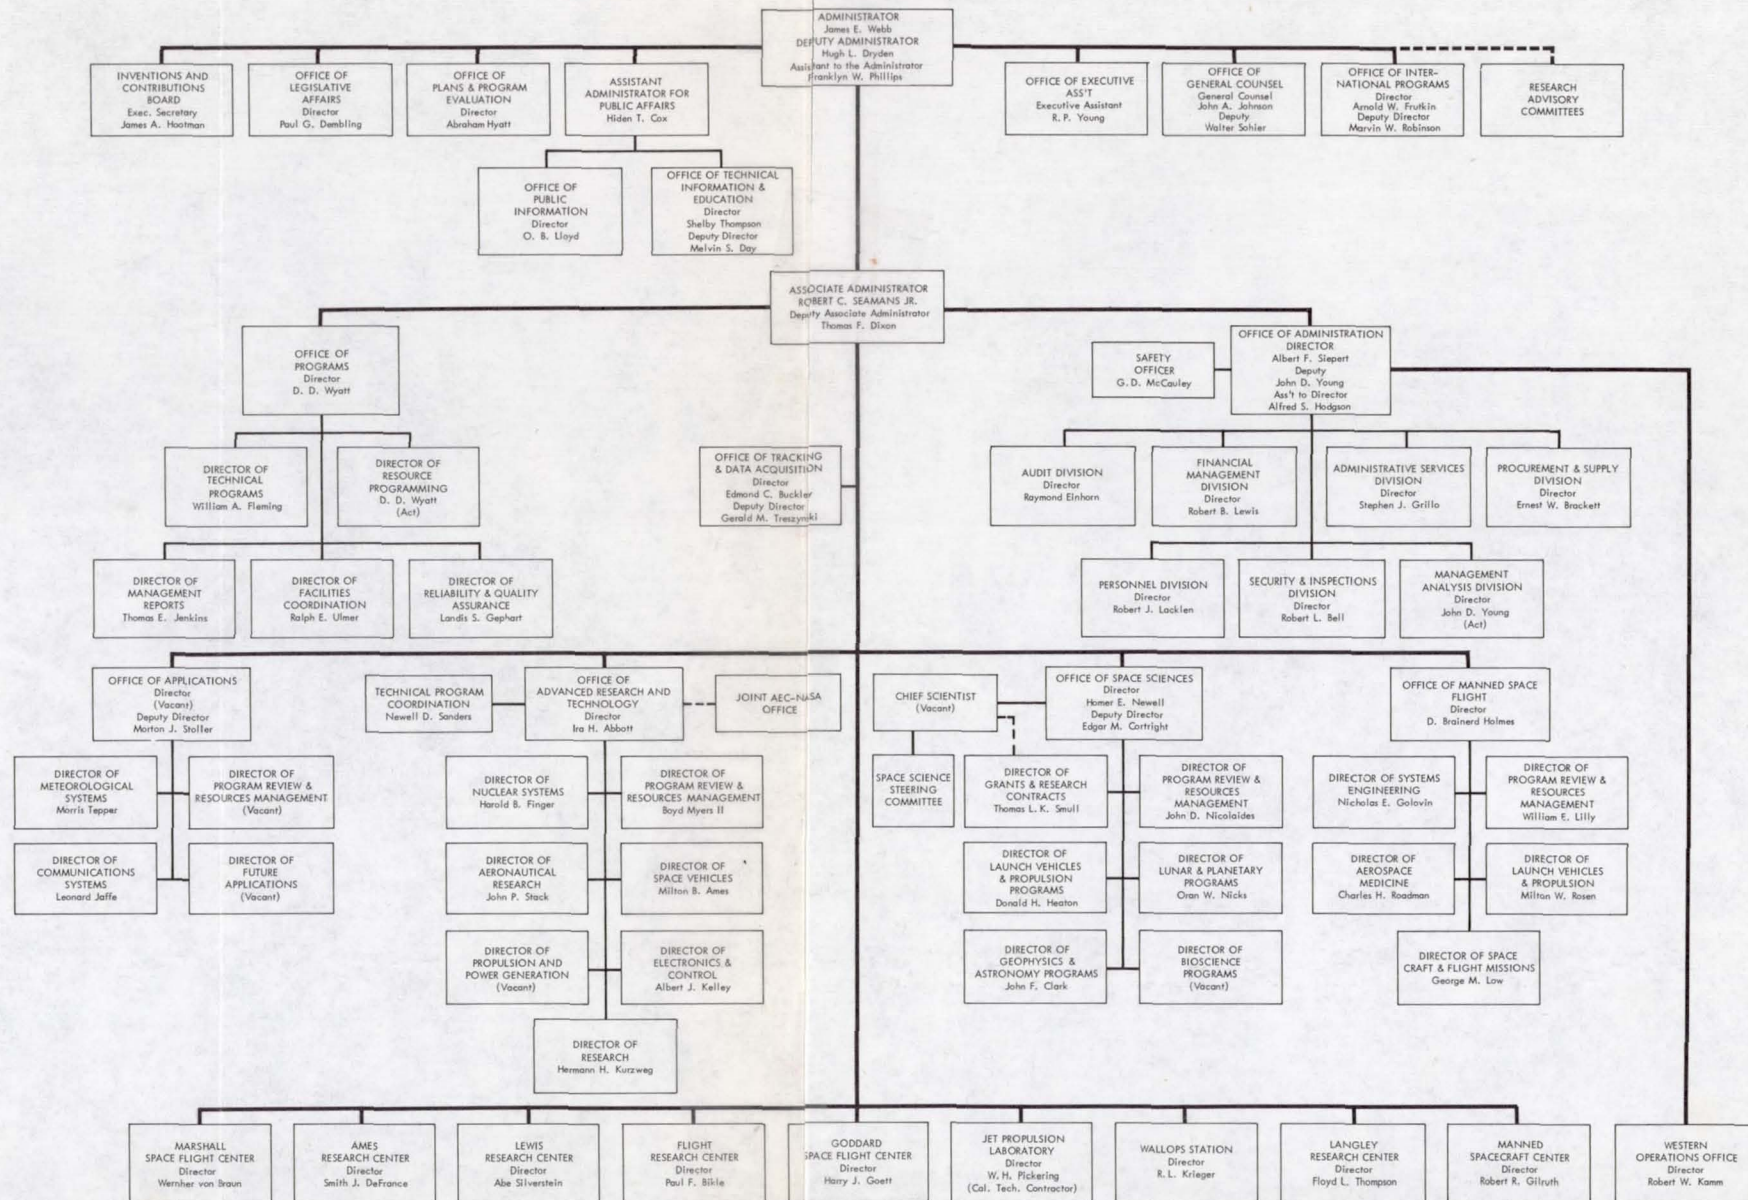 ADMINISTRATOR
James E. Webb
DEPUTY ADMINISTRATOR
Hugh L. Dryden
Assistant to the Administrator
Franklyn W. Phillips
INVENTIONS AND
CONTRIBUTIONS
BOARD
Exec. Secretary
James A. Hootman
OFFICE OF
LEGISLATIVE
AFFAIRS
Director
Paul G. Dembling
OFFICE OF
PLANS & PROGRAM
EVALUATION
Director
Abraham Hyatt
ASSISTANT
ADMINISTRATOR FOR
PUBLIC AFFAIRS
Hiden T. Cox
OFFICE OF EXECUTIVE
ASS'T
Executive Assistant
R. P. Young
OFFICE OF
GENERAL COUNSEL
General Counsel
John A. Johnson
Deputy
Walter Sohier
OFFICE OF INTER-
NATIONAL PROGRAMS
Director
Arnold W. Frutkin
Deputy Director
Marvin W. Robinson
RESEARCH
ADVISORY
COMMITTEES
OFFICE OF
PUBLIC
INFORMATION
Director
O. B. Lloyd
OFFICE OF TECHNICAL
INFORMATION &
EDUCATION
Director
Shelby Thompson
Deputy Director
Melvin S. Day
ASSOCIATE ADMINISTRATOR
ROBERT C. SEAMANS JR.
Deputy Associate Administrator
Thomas F. Dixon
OFFICE OF
PROGRAMS
Director
D. D. Wyatt
SAFETY
OFFICER
G. D. McCauley
OFFICE OF ADMINISTRATION
DIRECTOR
Albert F. Siepert
Deputy
John D. Young
Ass't to Director
Alfred S. Hodgson
DIRECTOR OF
TECHNICAL
PROGRAMS
William A. Fleming
DIRECTOR OF
RESOURCE
PROGRAMMING
D. D. Wyatt
(Act)
OFFICE OF TRACKING
& DATA ACQUISITION
Director
Edmond C. Buckler
Deputy Director
Gerald M. Treszynski
AUDIT DIVISION
Director
Raymond Einhorn
FINANCIAL
MANAGEMENT
DIVISION
Director
Robert B. Lewis
ADMINISTRATIVE SERVICES
DIVISION
Director
Stephen J. Grillo
PROCUREMENT & SUPPLY
DIVISION
Director
Ernest W. Brackett
DIRECTOR OF
MANAGEMENT
REPORTS
Thomas E. Jenkins
DIRECTOR OF
FACILITIES
COORDINATION
Ralph E. Ulmer
DIRECTOR OF
RELIABILITY & QUALITY
ASSURANCE
Landis S. Gephart
PERSONNEL DIVISION
Director
Robert J. Lacklen
SECURITY & INSPECTIONS
DIVISION
Director
Robert L. Bell
MANAGEMENT
ANALYSIS DIVISION
Director
John D. Young
(Act)
OFFICE OF APPLICATIONS
Director
(Vacant)
Deputy Director
Morton J. Stoller
TECHNICAL PROGRAM
COORDINATION
Newell D. Sanders
OFFICE OF
ADVANCED RESEARCH AND
TECHNOLOGY
Director
Ira H. Abbott
JOINT AEC-NASA
OFFICE
CHIEF SCIENTIST
(Vacant)
OFFICE OF SPACE SCIENCES
Director
Homer E. Newell
Deputy Director
Edgar M. Cortright
OFFICE OF MANNED SPACE
FLIGHT
Director
D. Brainerd Holmes
DIRECTOR OF
METEOROLOGICAL
SYSTEMS
Morris Tepper
DIRECTOR OF
PROGRAM REVIEW &
RESOURCES MANAGEMENT
(Vacant)
DIRECTOR OF
NUCLEAR SYSTEMS
Harold B. Finger
DIRECTOR OF
PROGRAM REVIEW &
RESOURCES MANAGEMENT
Boyd Myers II
SPACE SCIENCE
STEERING
COMMITTEE
DIRECTOR OF
GRANTS & RESEARCH
CONTRACTS
Thomas L. K. Smull
DIRECTOR OF
PROGRAM REVIEW &
RESOURCES
MANAGEMENT
John D. Nicolaides
DIRECTOR OF SYSTEMS
ENGINEERING
Nicholas E. Golovin
DIRECTOR OF
PROGRAM REVIEW &
RESOURCES
MANAGEMENT
William E. Lilly
DIRECTOR OF
COMMUNICATIONS
SYSTEMS
Leonard Jaffe
DIRECTOR OF
FUTURE
APPLICATIONS
(Vacant)
DIRECTOR OF
AERONAUTICAL
RESEARCH
John P. Stack
DIRECTOR OF
SPACE VEHICLES
Milton B. Ames
DIRECTOR OF
LAUNCH VEHICLES
& PROPULSION
PROGRAMS
Donald H. Heaton
DIRECTOR OF
LUNAR & PLANETARY
PROGRAMS
Oran W. Nicks
DIRECTOR OF
AEROSPACE
MEDICINE
Charles H. Roadman
DIRECTOR OF
LAUNCH VEHICLES
& PROPULSION
Milton W. Rosen
DIRECTOR OF
PROPULSION AND
POWER GENERATION
(Vacant)
DIRECTOR OF
ELECTRONICS &
CONTROL
Albert J. Kelley
DIRECTOR OF
GEOPHYSICS &
ASTRONOMY PROGRAMS
John F. Clark
DIRECTOR OF
BIOSCIENCE
PROGRAMS
(Vacant)
DIRECTOR OF SPACE
CRAFT & FLIGHT MISSIONS
George M. Low
DIRECTOR OF
RESEARCH
Hermann H. Kurzweg
MARSHALL
SPACE FLIGHT CENTER
Director
Wernher von Braun
AMES
RESEARCH CENTER
Director
Smith J. DeFrance
LEWIS
RESEARCH CENTER
Director
Abe Silverstein
FLIGHT
RESEARCH CENTER
Director
Paul F. Bikle
GODDARD
SPACE FLIGHT CENTER
Director
Harry J. Goett
JET PROPULSION
LABORATORY
Director
W. H. Pickering
(Cal. Tech. Contractor)
WALLOPS STATION
Director
R. L. Krieger
LANGLEY
RESEARCH CENTER
Director
Floyd L. Thompson
MANNED
SPACECRAFT CENTER
Director
Robert R. Gilruth
WESTERN
OPERATIONS OFFICE
Director
Robert W. Kamm